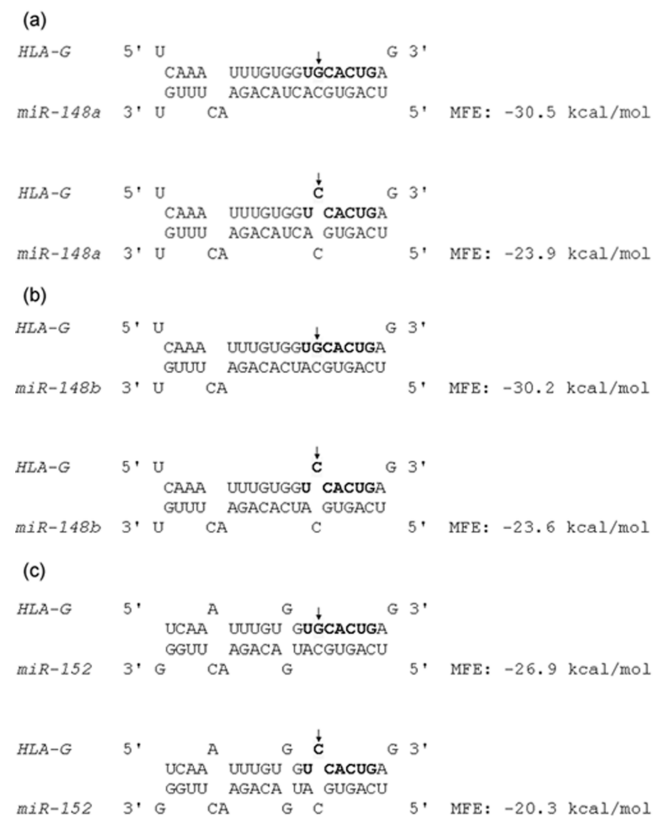 (a)
HLA-G 5' U G 3'
CAAA UUUGUGGUGCACUGA
GUUU AGACAUCACGUGACU
miR-148a 3' U CA 5' MFE: -30.5 kcal/mol
HLA-G 5' U C G 3'
CAAA UUUGUGGU CACUGA
GUUU AGACAUCA GUGACU
miR-148a 3' U CA C 5' MFE: -23.9 kcal/mol
(b)
HLA-G 5' U G 3'
CAAA UUUGUGGUGCACUGA
GUUU AGACACUACGUGACU
miR-148b 3' U CA 5' MFE: -30.2 kcal/mol
HLA-G 5' U C G 3'
CAAA UUUGUGGU CACUGA
GUUU AGACACUA GUGACU
miR-148b 3' U CA C 5' MFE: -23.6 kcal/mol
(c)
HLA-G 5' A G G 3'
UCAA UUUGU GUGCACUGA
GGUU AGACA UACGUGACU
miR-152 3' G CA G 5' MFE: -26.9 kcal/mol
HLA-G 5' A G C G 3'
UCAA UUUGU GU CACUGA
GGUU AGACA UA GUGACU
miR-152 3' G CA G C 5' MFE: -20.3 kcal/mol